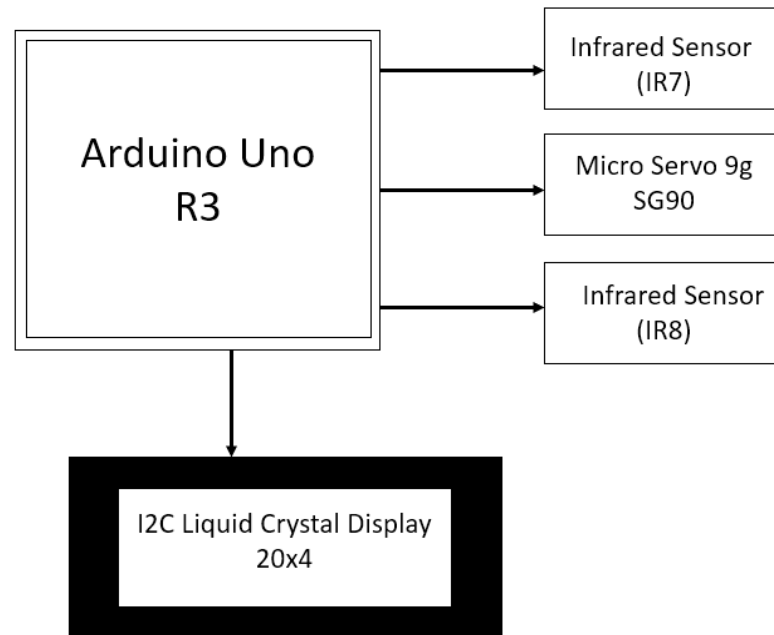 Arduino Uno
R3
Infrared Sensor
(IR7)
Micro Servo 9g
SG90
Infrared Sensor
(IR8)
I2C Liquid Crystal Display
20x4